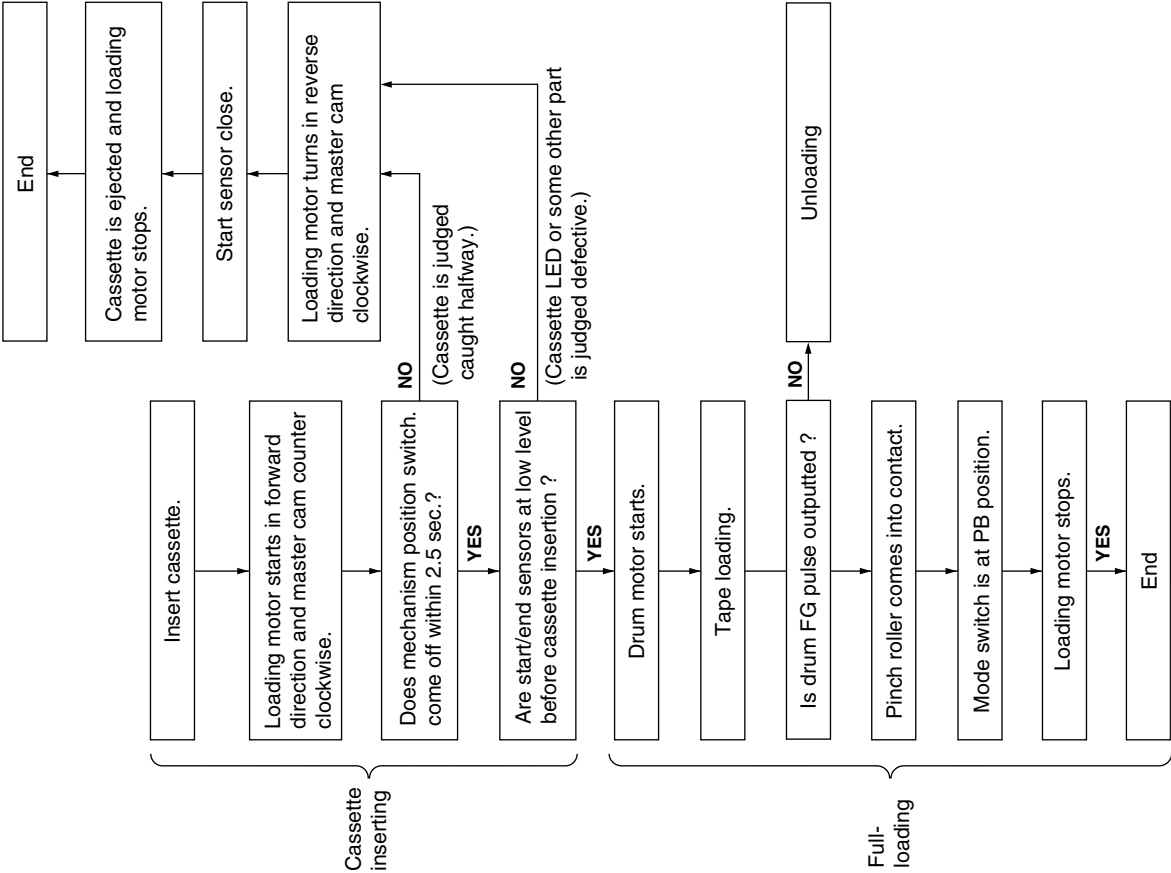 Insert cassette.
Loading motor starts in forward
direction and master cam counter
clockwise.
Does mechanism position switch.
come off within 2.5 sec.?
YES
Are start/end sensors at low level
before cassette insertion ?
YES
Cassette
inserting
NO
(Cassette is judged
caught halfway.)
NO
(Cassette LED or some other part
is judged defective.)
Loading motor turns in reverse
direction and master cam
clockwise.
Start sensor close.
Cassette is ejected and loading
motor stops.
End
Drum motor starts.
Tape loading.
Is drum FG pulse outputted ?
NO
Unloading
Pinch roller comes into contact.
Mode switch is at PB position.
Loading motor stops.
YES
End
Full-
loading